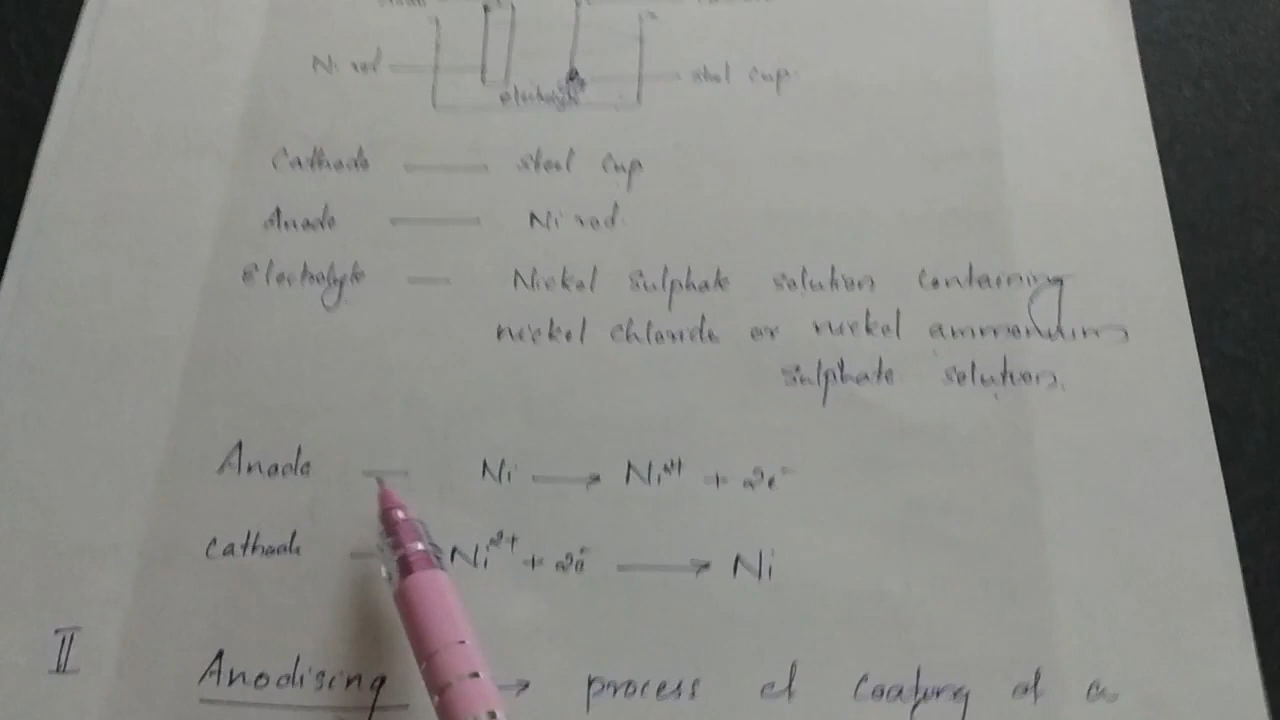 Ni rod electrolyte steel cup
Cathode — steel cup
Anode — Ni rod
Electrolyte — Nickel sulphate solution containing
nickel chloride or nickel ammonium
sulphate solution.
Anode — Ni → Ni²⁺ + 2e⁻
Cathode — Ni²⁺ + 2e⁻ → Ni
II Anodising → process of coating of a